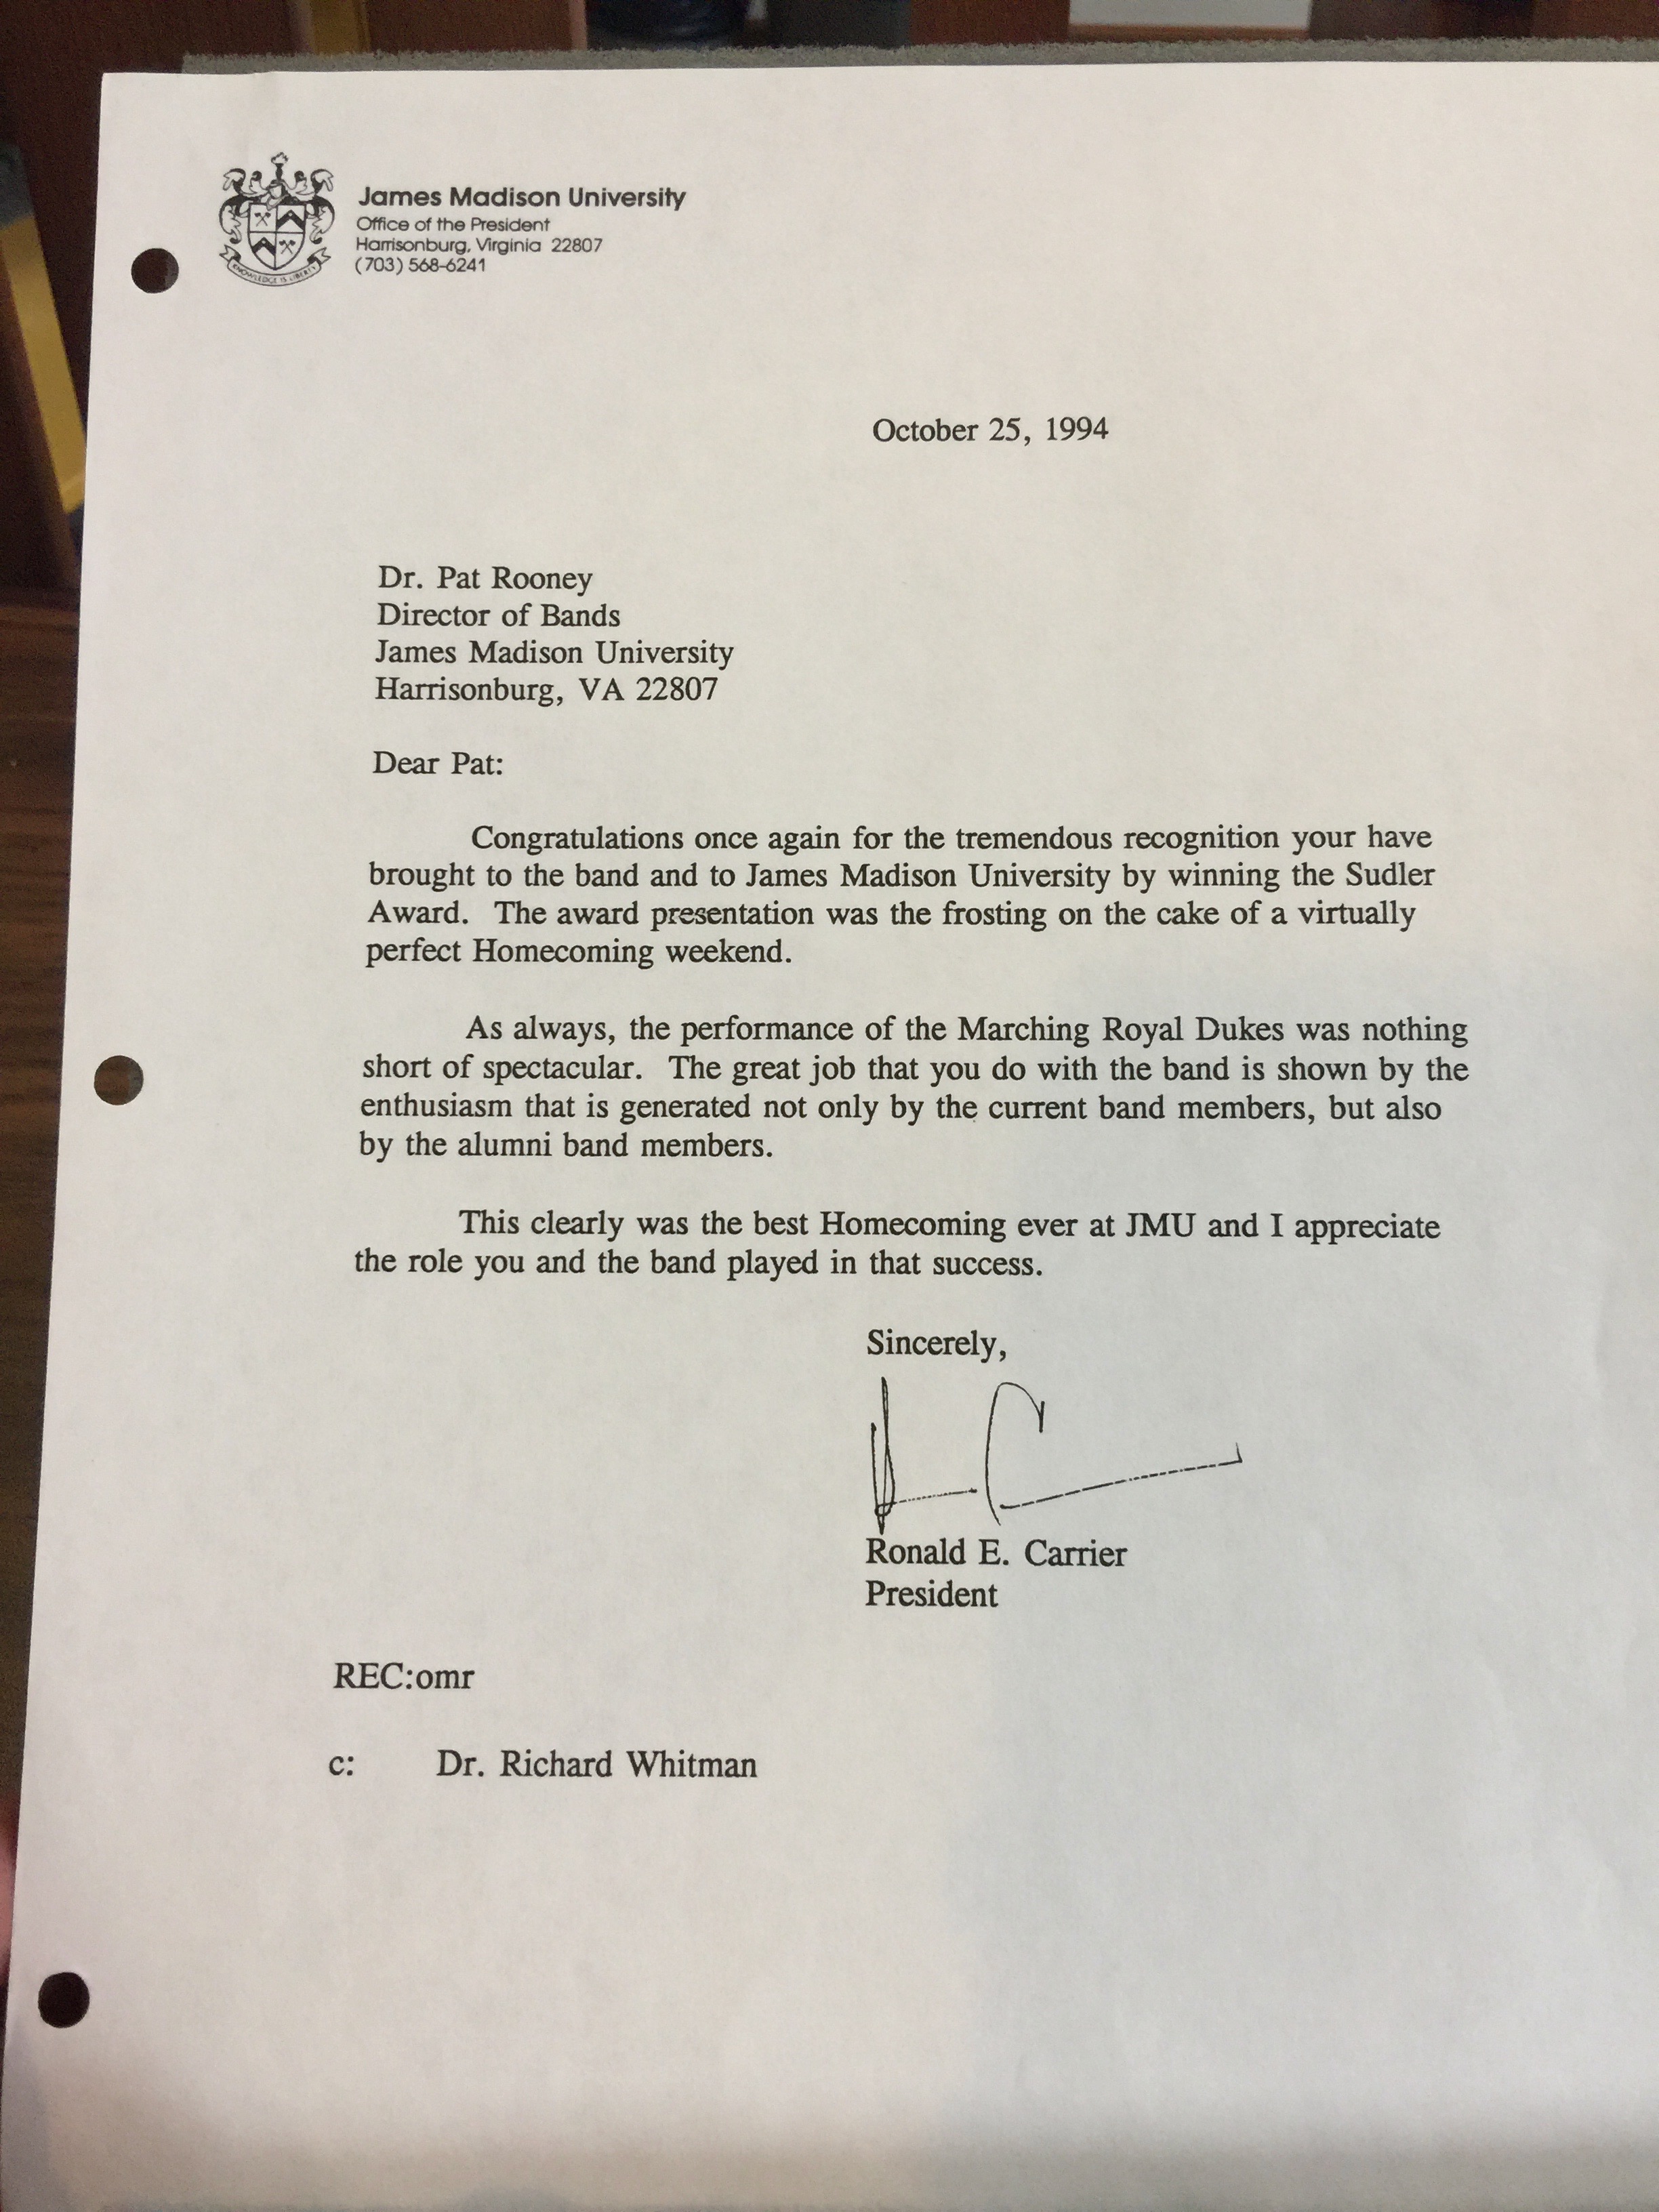 KNOWLEDGE IS LIBERTY
James Madison University
Office of the President
Harrisonburg, Virginia 22807
(703) 568-6241
October 25, 1994
Dr. Pat Rooney
Director of Bands
James Madison University
Harrisonburg, VA 22807
Dear Pat:
Congratulations once again for the tremendous recognition your have
brought to the band and to James Madison University by winning the Sudler
Award. The award presentation was the frosting on the cake of a virtually
perfect Homecoming weekend.
As always, the performance of the Marching Royal Dukes was nothing
short of spectacular. The great job that you do with the band is shown by the
enthusiasm that is generated not only by the current band members, but also
by the alumni band members.
This clearly was the best Homecoming ever at JMU and I appreciate
the role you and the band played in that success.
Sincerely,
Ronald E. Carrier
President
REC:omr
c: Dr. Richard Whitman